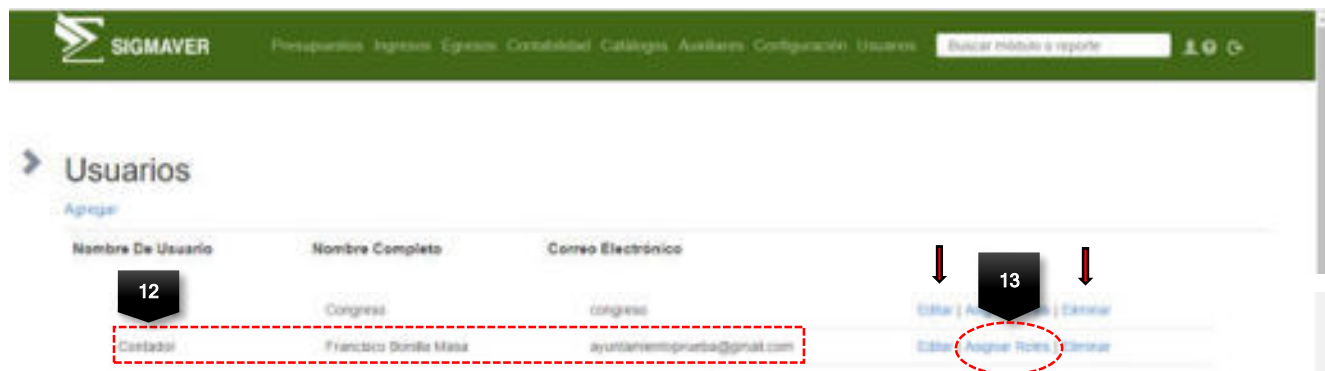 SIGMAVER Presupuestos Ingresos Egresos Contabilidad Catálogos Auxiliares Configuración Usuarios Buscar módulo o reporte
Usuarios
Agregar
Nombre De Usuario Nombre Completo Correo Electrónico
12 13
Congreso congreso Editar | | Eliminar
Contador Francisco Bonilla Masa ayuntamientoprueba@gmail.com Editar | Asignar Roles | Eliminar